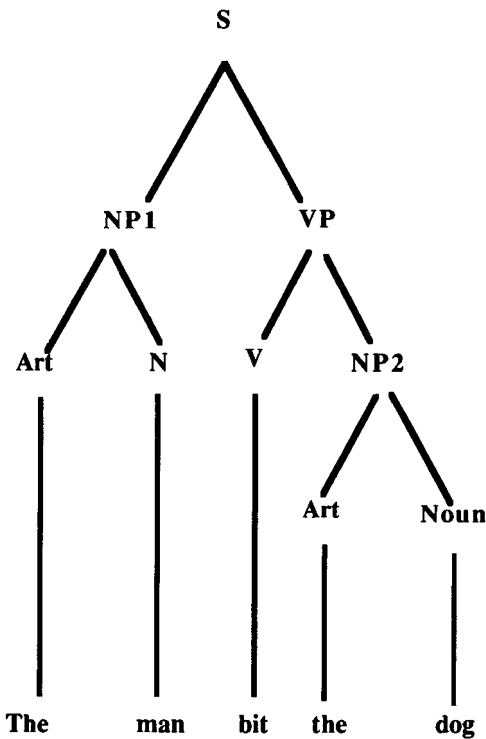 S
NP1 VP
Art N V NP2
Art Noun
The man bit the dog